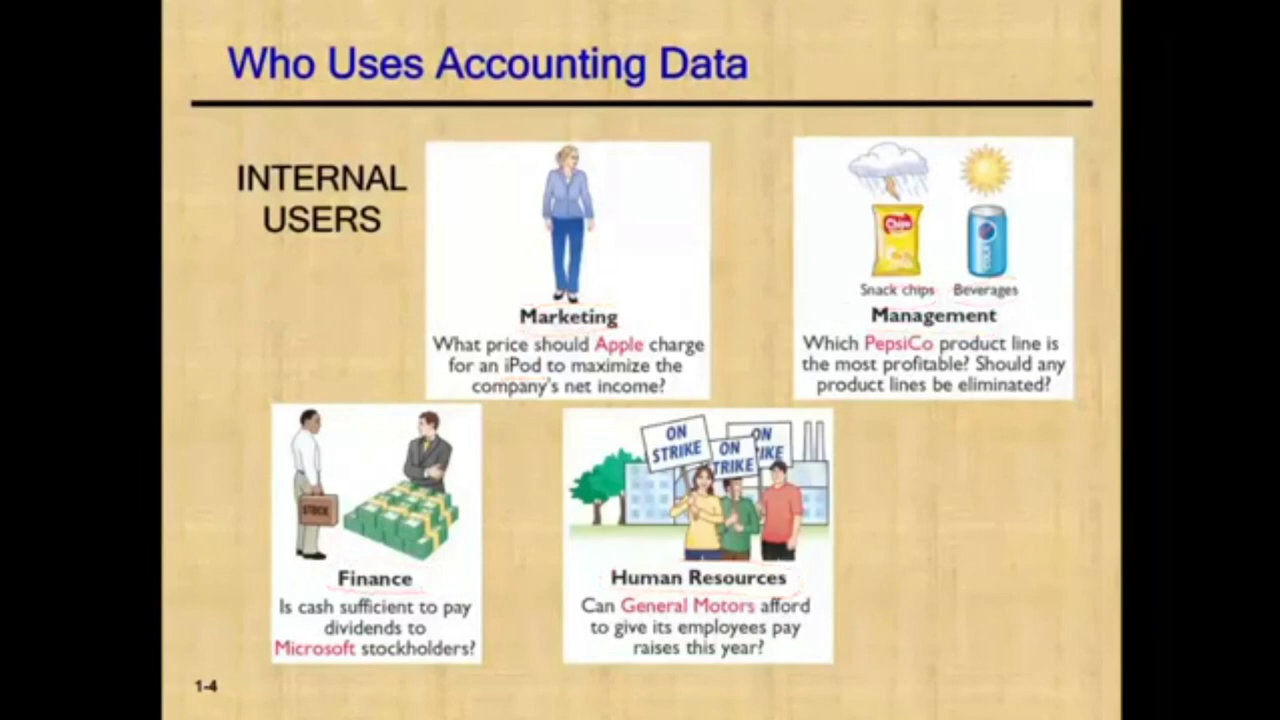 Who Uses Accounting Data
INTERNAL
USERS
Marketing
What price should Apple charge
for an iPod to maximize the
company's net income?
Chips
Snack chips Beverages
Management
Which PepsiCo product line is
the most profitable? Should any
product lines be eliminated?
STOCK
Finance
Is cash sufficient to pay
dividends to
Microsoft stockholders?
ON
STRIKE
ON
TRIKE
ON
IKE
Human Resources
Can General Motors afford
to give its employees pay
raises this year?
1-4